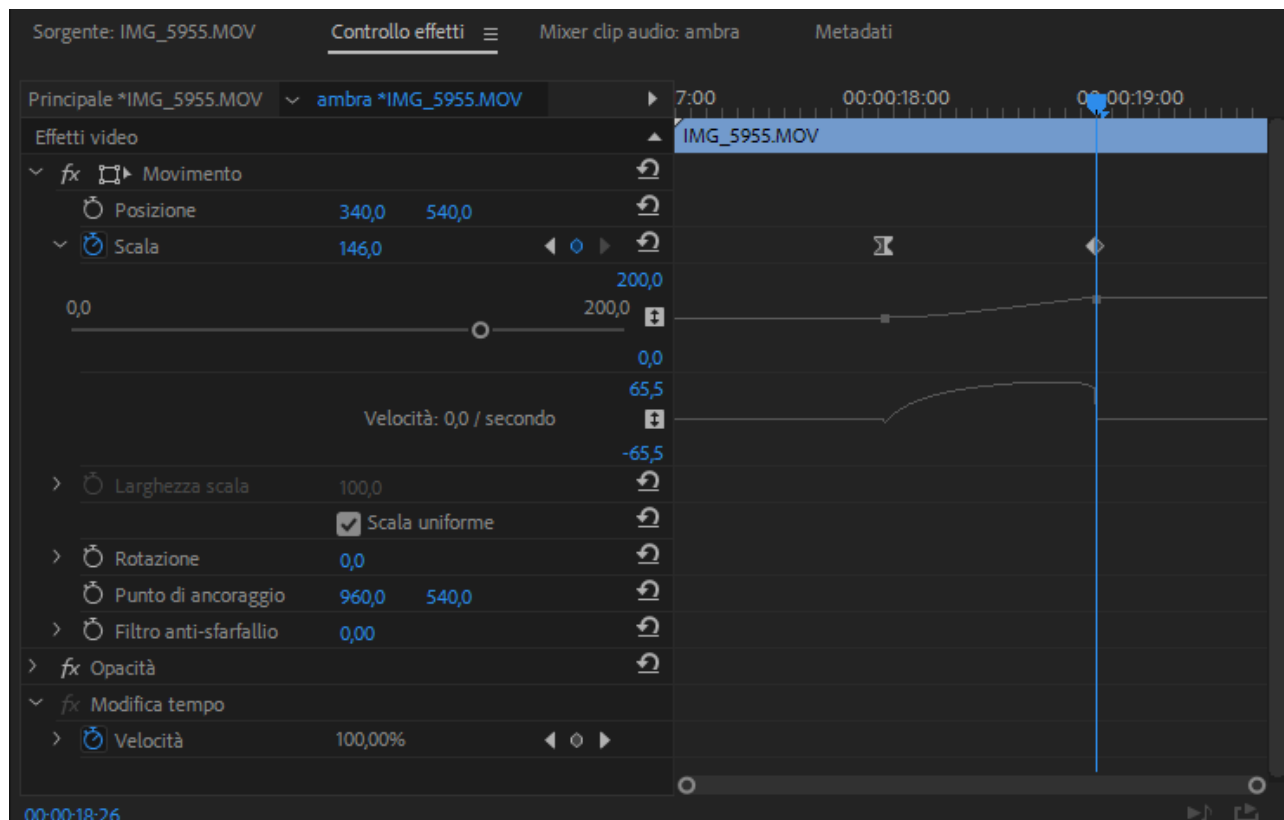 Sorgente: IMG_5955.MOV Controllo effetti Mixer clip audio: ambra Metadati
Principale *IMG_5955.MOV ambra *IMG_5955.MOV 7:00 00:00:18:00 00:00:19:00
Effetti video IMG_5955.MOV
fx Movimento
Posizione 340,0 540,0
Scala 146,0
200,0
0,0 200,0
0,0
65,5
Velocità: 0,0 / secondo
-65,5
Larghezza scala 100,0
Scala uniforme
Rotazione 0,0
Punto di ancoraggio 960,0 540,0
Filtro anti-sfarfallio 0,00
fx Opacità
fx Modifica tempo
Velocità 100,00%
00:00:18:26